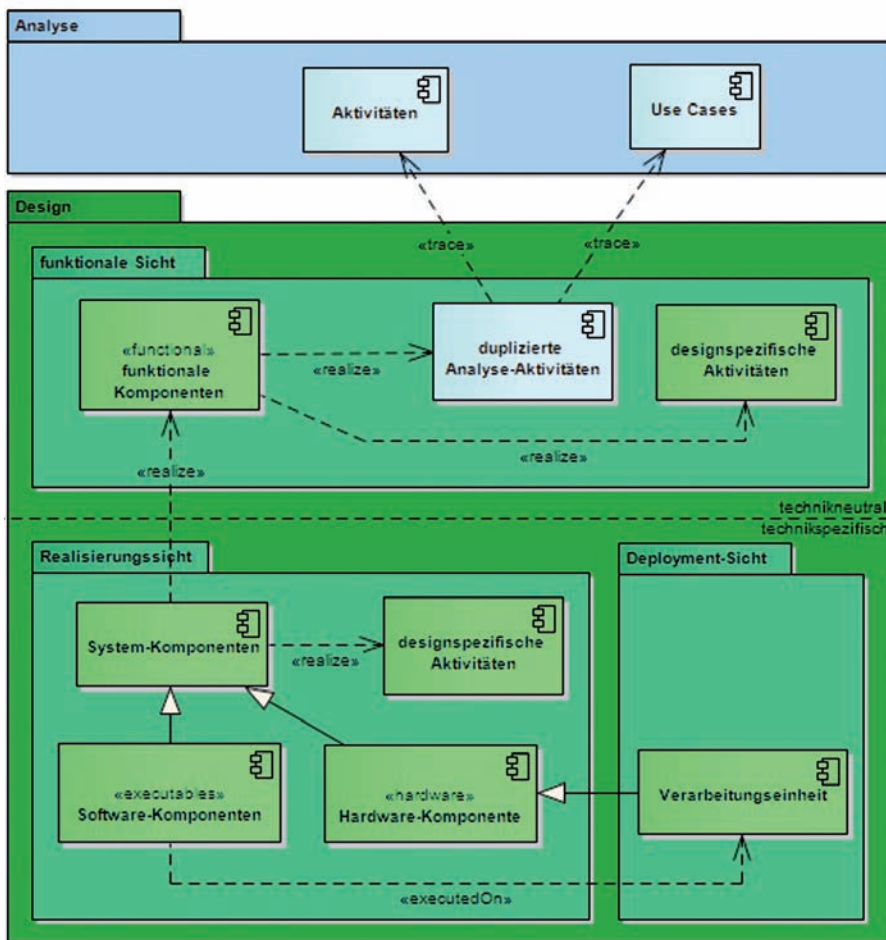 Analyse
Aktivitäten
Use Cases
Design
«trace»
«trace»
funktionale Sicht
«functional»
funktionale
Komponenten
«realize»
duplizierte
Analyse-Aktivitäten
designspezifische
Aktivitäten
«realize»
«realize»
technikneutral
technikspezifisch
Realisierungssicht
Deployment-Sicht
System-Komponenten
«realize»
designspezifische
Aktivitäten
«executables»
Software-Komponenten
«hardware»
Hardware-Komponente
Verarbeitungseinheit
«executedOn»